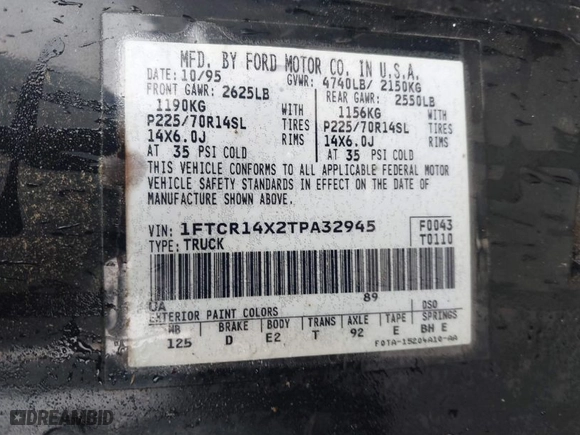 MFD. BY FORD MOTOR CO. IN U.S.A.
DATE: 10/95 GVWR: 4740LB/ 2150KG
FRONT GAWR: 2625LB REAR GAWR: 2550LB
1190KG WITH 1156KG WITH
P225/70R14SL TIRES P225/70R14SL TIRES
14X6.0J RIMS 14X6.0J RIMS
AT 35 PSI COLD AT 35 PSI COLD
THIS VEHICLE CONFORMS TO ALL APPLICABLE FEDERAL MOTOR
VEHICLE SAFETY STANDARDS IN EFFECT ON THE DATE OF
MANUFACTURE SHOWN ABOVE.
VIN: 1FTCR14X2TPA32945 F0043
TYPE: TRUCK T0110
UA 89
EXTERIOR PAINT COLORS DSO
WB BRAKE BODY TRANS AXLE TAPE SPRINGS
125 D E2 T 92 E BH E
F0TA-15204A10-AA
DREAMBID